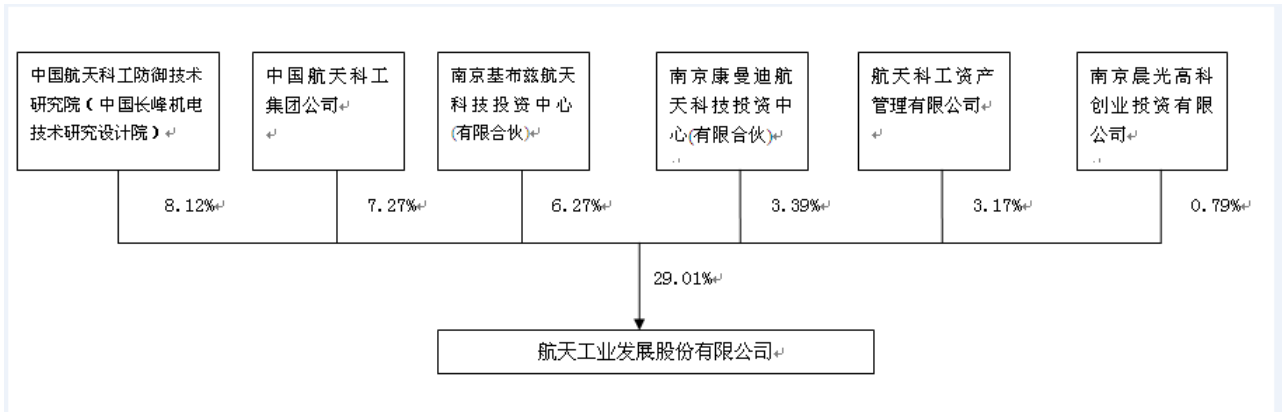 中国航天科工防御技术
研究院（中国长峰机电
技术研究设计院）
中国航天科工
集团公司
南京基布兹航天
科技投资中心
(有限合伙)
南京康曼迪航
天科技投资中
心(有限合伙)
航天科工资产
管理有限公司
南京晨光高科
创业投资有限
公司
8.12%
7.27%
6.27%
3.39%
3.17%
0.79%
29.01%
航天工业发展股份有限公司